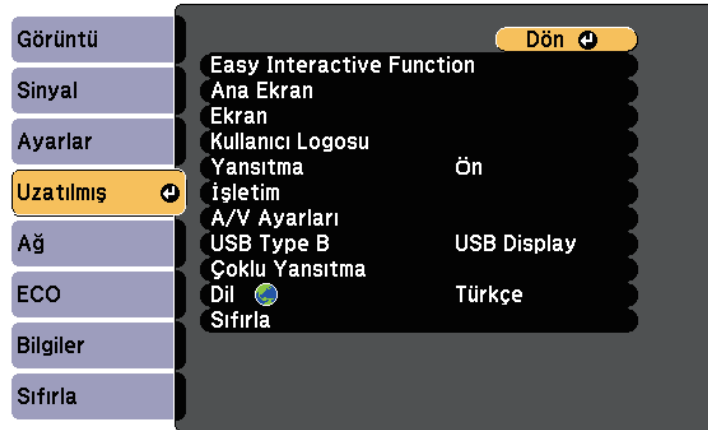 Görüntü
Sinyal
Ayarlar
Uzatılmış
Ağ
ECO
Bilgiler
Sıfırla
Dön
Easy Interactive Function
Ana Ekran
Ekran
Kullanıcı Logosu
Yansıtma Ön
İşletim
A/V Ayarları
USB Type B USB Display
Çoklu Yansıtma
Dil Türkçe
Sıfırla